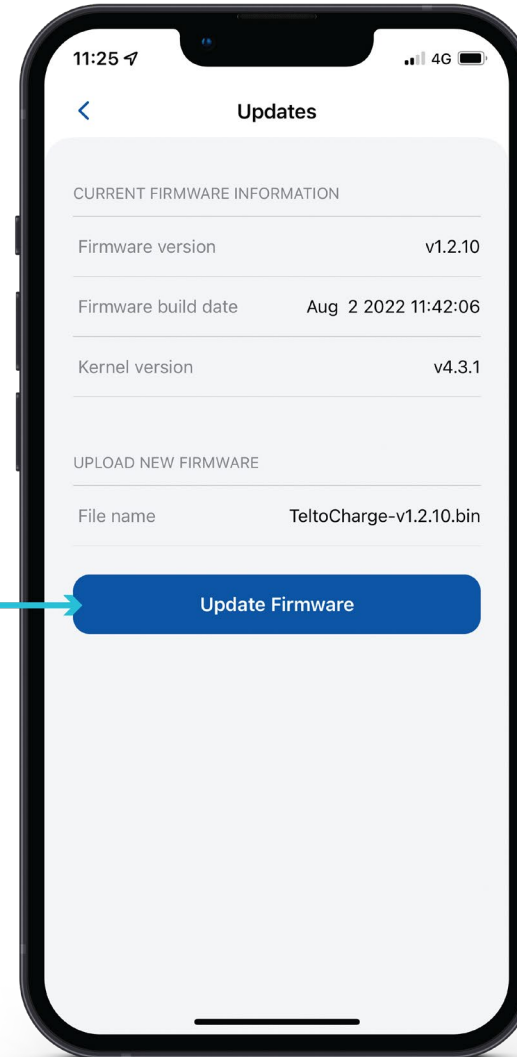 11:25 4G
Updates
CURRENT FIRMWARE INFORMATION
Firmware version v1.2.10
Firmware build date Aug 2 2022 11:42:06
Kernel version v4.3.1
UPLOAD NEW FIRMWARE
File name TeltoCharge-v1.2.10.bin
Update Firmware